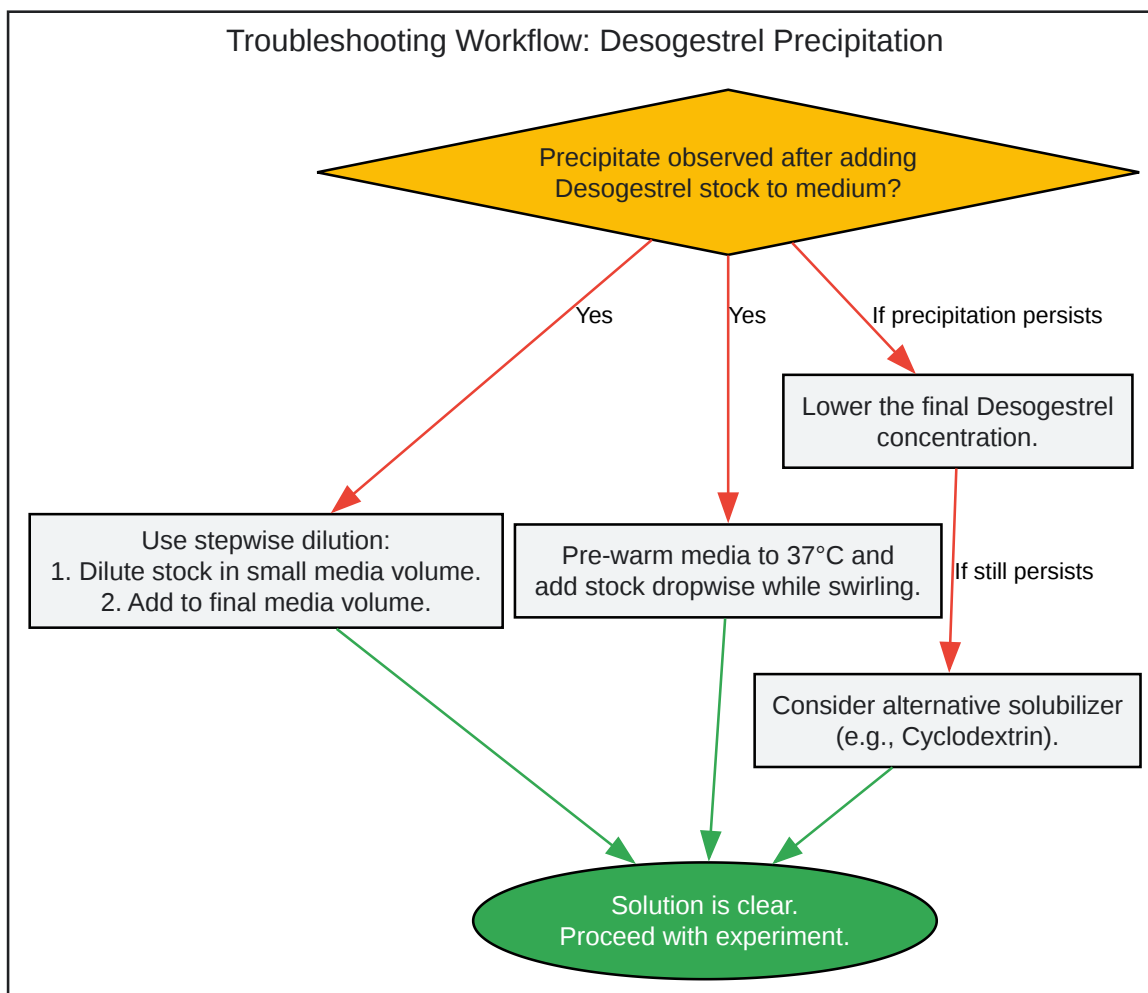 Troubleshooting Workflow: Desogestrel Precipitation
Precipitate observed after adding
Desogestrel stock to medium?
Yes
Yes
If precipitation persists
Lower the final Desogestrel
concentration.
Use stepwise dilution:
1. Dilute stock in small media volume.
2. Add to final media volume.
Pre-warm media to 37°C and
add stock dropwise while swirling.
If still persists
Consider alternative solubilizer
(e.g., Cyclodextrin).
Solution is clear.
Proceed with experiment.